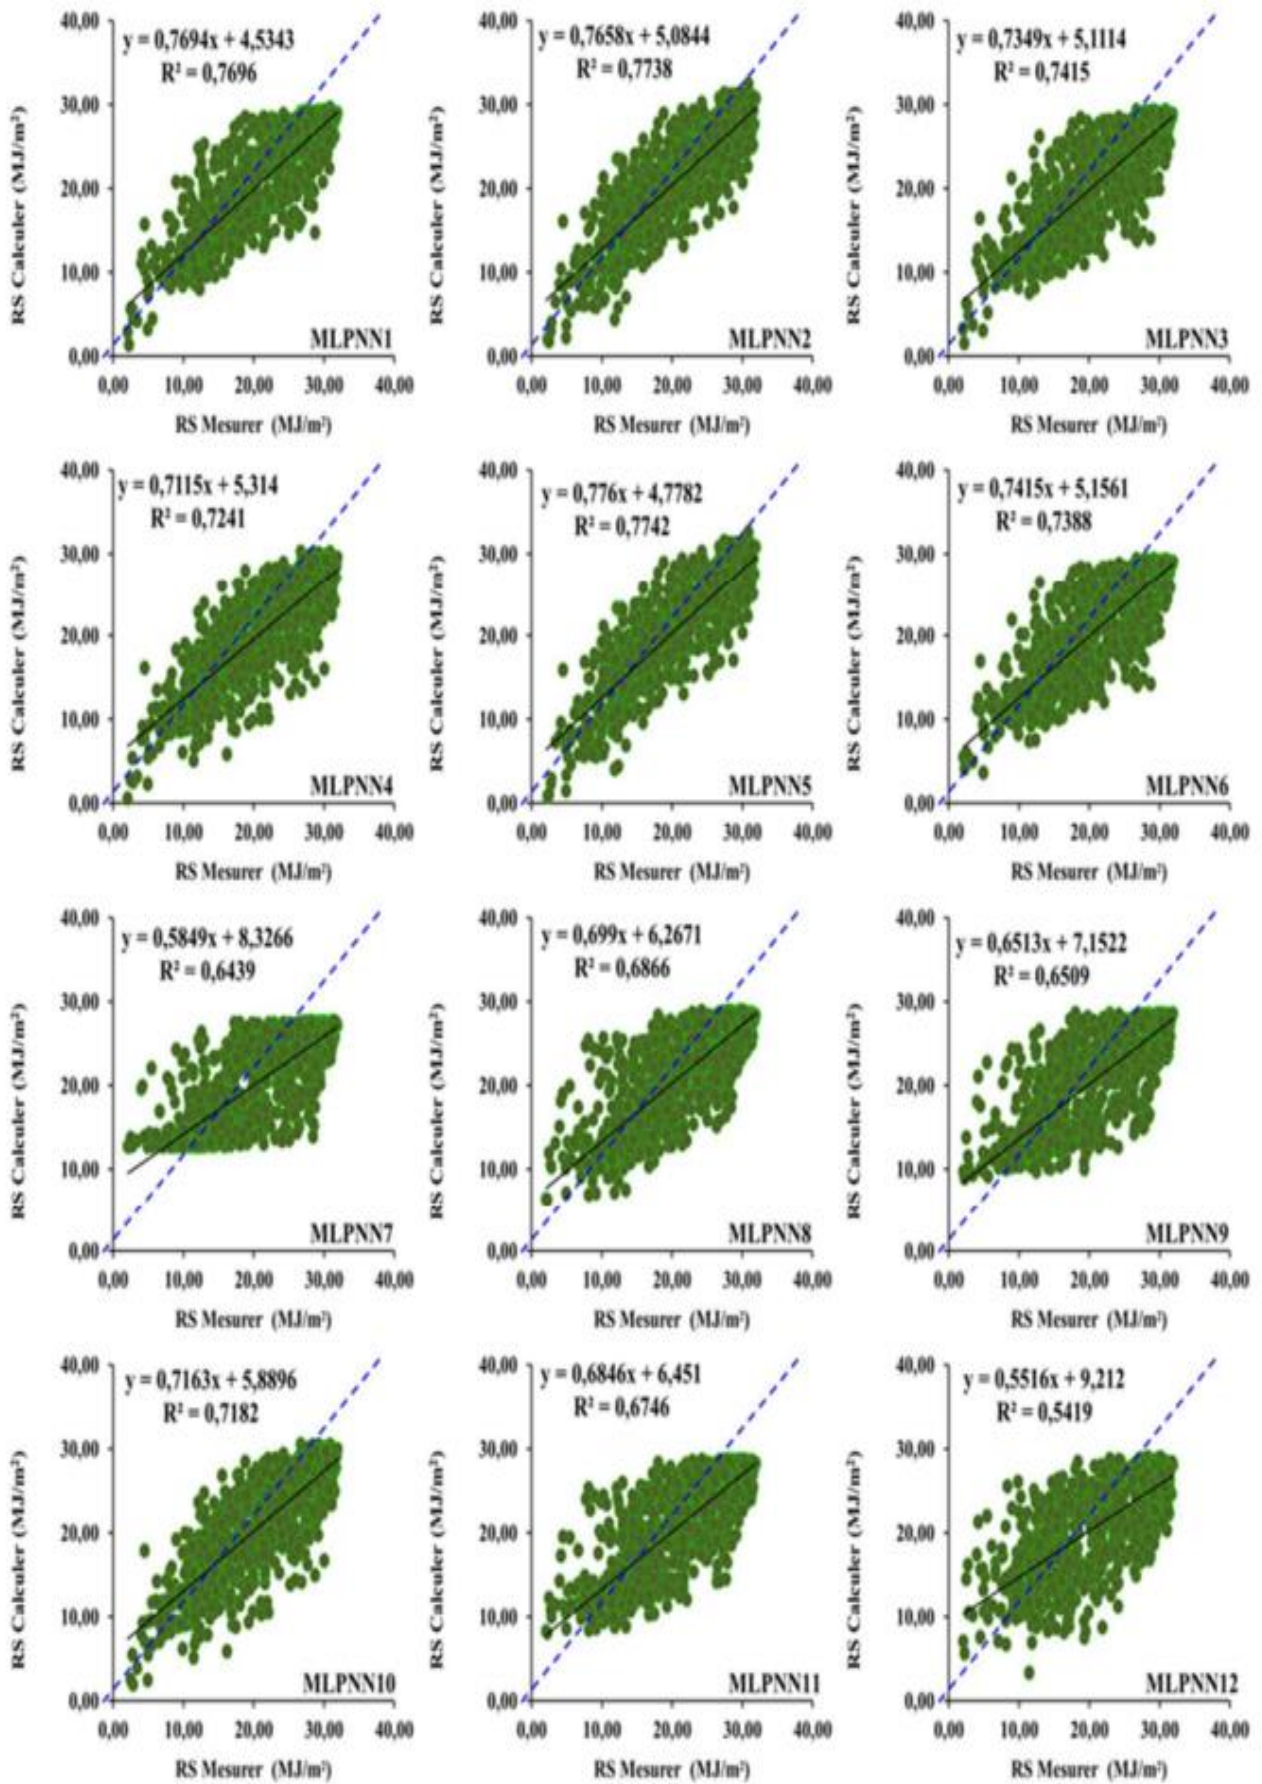 40,00
y = 0,7694x + 4,5343
R² = 0,7696
30,00
20,00
10,00
0,00
RS Calculer (MJ/m²)
MLPNN1
0,00 10,00 20,00 30,00 40,00
RS Mesurer (MJ/m²)
40,00
y = 0,7658x + 5,0844
R² = 0,7738
30,00
20,00
10,00
0,00
RS Calculer (MJ/m²)
MLPNN2
0,00 10,00 20,00 30,00 40,00
RS Mesurer (MJ/m²)
40,00
y = 0,7349x + 5,1114
R² = 0,7415
30,00
20,00
10,00
0,00
RS Calculer (MJ/m²)
MLPNN3
0,00 10,00 20,00 30,00 40,00
RS Mesurer (MJ/m²)
40,00
y = 0,7115x + 5,314
R² = 0,7241
30,00
20,00
10,00
0,00
RS Calculer (MJ/m²)
MLPNN4
0,00 10,00 20,00 30,00 40,00
RS Mesurer (MJ/m²)
40,00
y = 0,776x + 4,7782
R² = 0,7742
30,00
20,00
10,00
0,00
RS Calculer (MJ/m²)
MLPNN5
0,00 10,00 20,00 30,00 40,00
RS Mesurer (MJ/m²)
40,00
y = 0,7415x + 5,1561
R² = 0,7388
30,00
20,00
10,00
0,00
RS Calculer (MJ/m²)
MLPNN6
0,00 10,00 20,00 30,00 40,00
RS Mesurer (MJ/m²)
40,00
y = 0,5849x + 8,3266
R² = 0,6439
30,00
20,00
10,00
0,00
RS Calculer (MJ/m²)
MLPNN7
0,00 10,00 20,00 30,00 40,00
RS Mesurer (MJ/m²)
40,00
y = 0,699x + 6,2671
R² = 0,6866
30,00
20,00
10,00
0,00
RS Calculer (MJ/m²)
MLPNN8
0,00 10,00 20,00 30,00 40,00
RS Mesurer (MJ/m²)
40,00
y = 0,6513x + 7,1522
R² = 0,6509
30,00
20,00
10,00
0,00
RS Calculer (MJ/m²)
MLPNN9
0,00 10,00 20,00 30,00 40,00
RS Mesurer (MJ/m²)
40,00
y = 0,7163x + 5,8896
R² = 0,7182
30,00
20,00
10,00
0,00
RS Calculer (MJ/m²)
MLPNN10
0,00 10,00 20,00 30,00 40,00
RS Mesurer (MJ/m²)
40,00
y = 0,6846x + 6,451
R² = 0,6746
30,00
20,00
10,00
0,00
RS Calculer (MJ/m²)
MLPNN11
0,00 10,00 20,00 30,00 40,00
RS Mesurer (MJ/m²)
40,00
y = 0,5516x + 9,212
R² = 0,5419
30,00
20,00
10,00
0,00
RS Calculer (MJ/m²)
MLPNN12
0,00 10,00 20,00 30,00 40,00
RS Mesurer (MJ/m²)